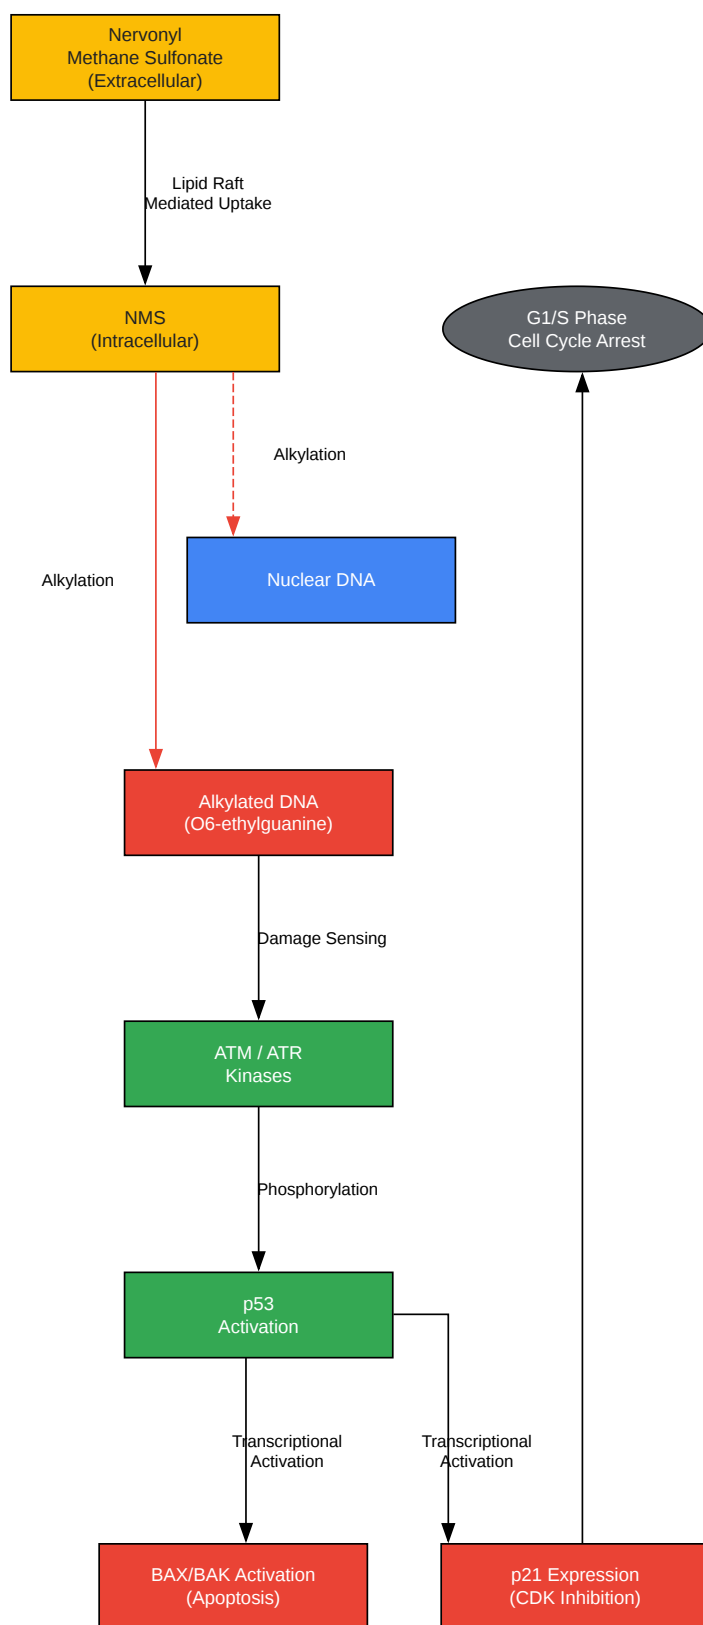 Nervonyl
Methane Sulfonate
(Extracellular)
Lipid Raft
Mediated Uptake
NMS
(Intracellular)
G1/S Phase
Cell Cycle Arrest
Alkylation
Nuclear DNA
Alkylation
Alkylated DNA
(O6-ethylguanine)
Damage Sensing
ATM / ATR
Kinases
Phosphorylation
p53
Activation
Transcriptional
Activation
Transcriptional
Activation
BAX/BAK Activation
(Apoptosis)
p21 Expression
(CDK Inhibition)